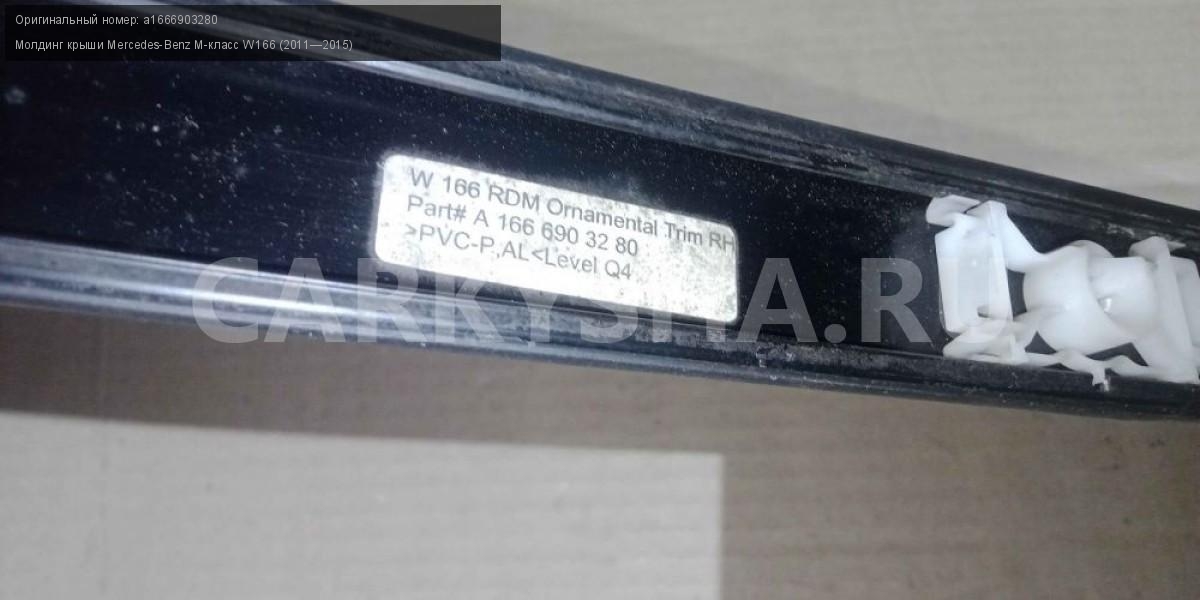 Оригинальный номер: a1666903280
Молдинг крыши Mercedes-Benz M-класс W166 (2011—2015)
W 166 RDM Ornamental Trim RH
Part# A 166 690 32 80
>PVC-P,AL<Level Q4
CARKYSHA.RU